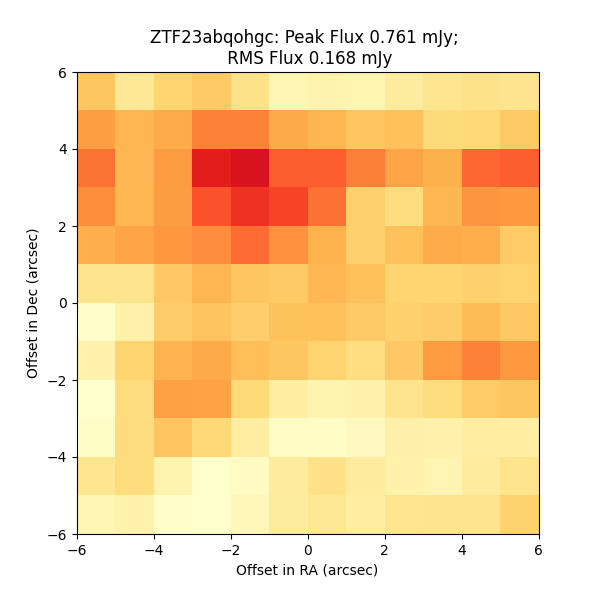 ZTF23abqohgc: Peak Flux 0.761 mJy;
RMS Flux 0.168 mJy
6
4
2
0
−2
−4
−6
Offset in Dec (arcsec)
−6 −4 −2 0 2 4 6
Offset in RA (arcsec)